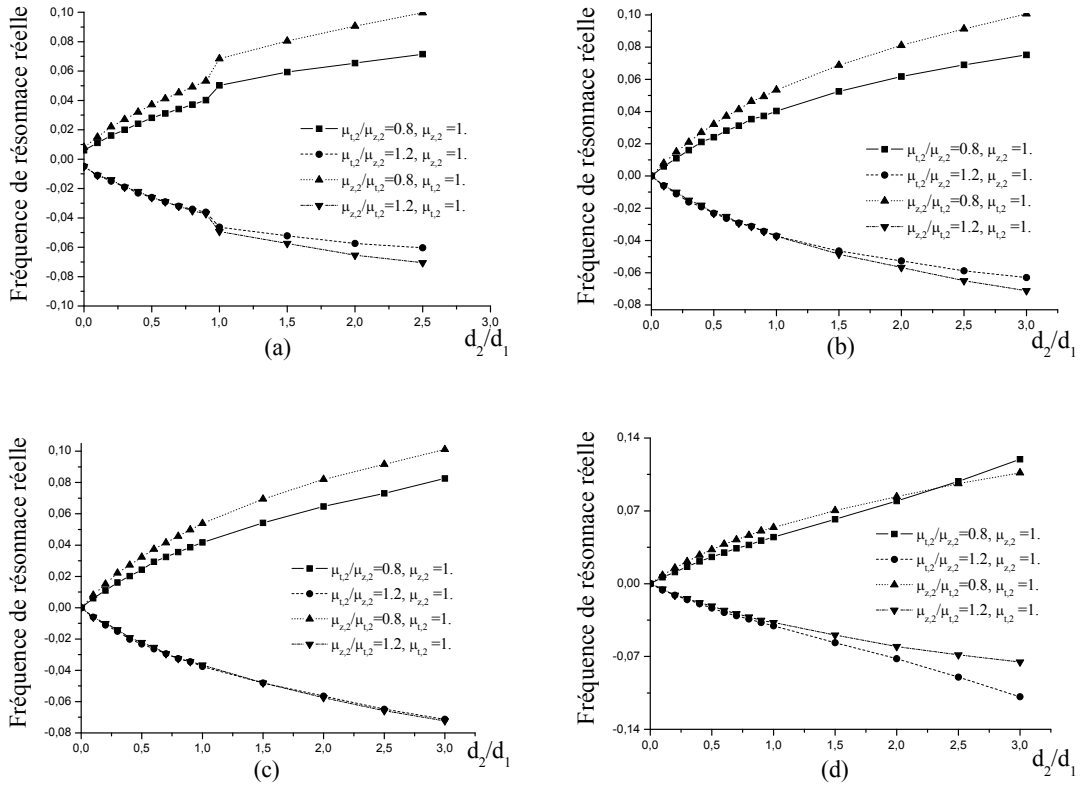 Fréquence de résonnace réelle
0,10
0,08
0,06
0,04
0,02
0,00
-0,02
-0,04
-0,06
-0,08
-0,10
0,0 0,5 1,0 1,5 2,0 2,5 3,0
μt,2/μz,2=0.8, μz,2=1.
μt,2/μz,2=1.2, μz,2=1.
μz,2/μt,2=0.8, μt,2=1.
μz,2/μt,2=1.2, μt,2=1.
d2/d1
(a)
Fréquence de résonnace réelle
0,10
0,08
0,06
0,04
0,02
0,00
-0,02
-0,04
-0,06
-0,08
0,0 0,5 1,0 1,5 2,0 2,5 3,0
μt,2/μz,2=0.8, μz,2=1.
μt,2/μz,2=1.2, μz,2=1.
μz,2/μt,2=0.8, μt,2=1.
μz,2/μt,2=1.2, μt,2=1.
d2/d1
(b)
Fréquence de résonnace réelle
0,10
0,08
0,06
0,04
0,02
0,00
-0,02
-0,04
-0,06
-0,08
0,0 0,5 1,0 1,5 2,0 2,5 3,0
μt,2/μz,2=0.8, μz,2=1.
μt,2/μz,2=1.2, μz,2=1.
μz,2/μt,2=0.8, μt,2=1.
μz,2/μt,2=1.2, μt,2=1.
d2/d1
(c)
Fréquence de résonnace réelle
0,14
0,07
0,00
-0,07
-0,14
0,0 0,5 1,0 1,5 2,0 2,5 3,0
μt,2/μz,2=0.8, μz,2=1.
μt,2/μz,2=1.2, μz,2=1.
μz,2/μt,2=0.8, μt,2=1.
μz,2/μt,2=1.2, μt,2=1.
d2/d1
(d)